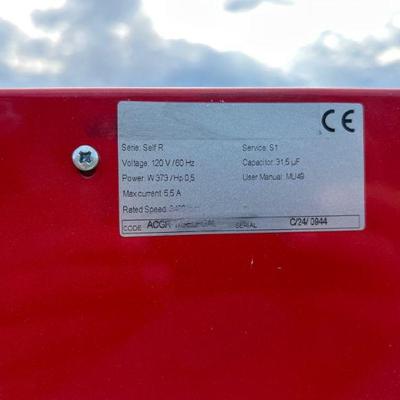 CE
Serie: Self R Service: S1
Voltage: 120 V / 60 Hz Capacitor: 31,5 µF
Power: W 373 / Hp 0,5 User Manual: MU49
Max current: 5,5 A
Rated Speed:
CODE SERIAL C/24/ 0944